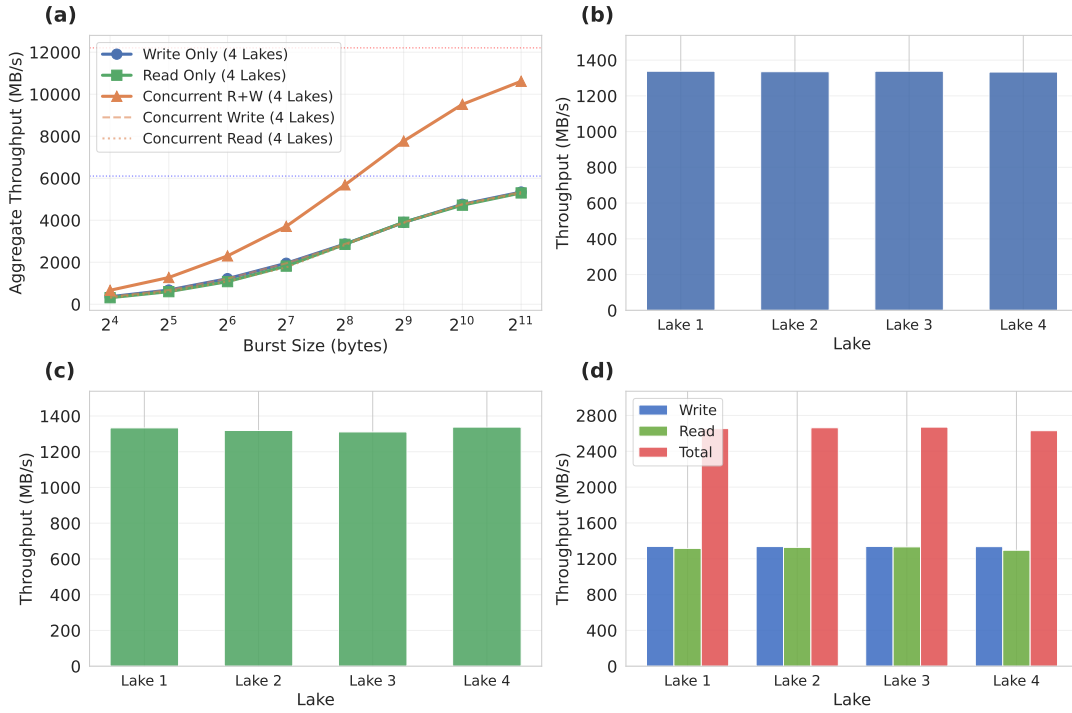 (a)
Aggregate Throughput (MB/s)
12000
10000
8000
6000
4000
2000
0
Write Only (4 Lakes)
Read Only (4 Lakes)
Concurrent R+W (4 Lakes)
Concurrent Write (4 Lakes)
Concurrent Read (4 Lakes)
2⁴ 2⁵ 2⁶ 2⁷ 2⁸ 2⁹ 2¹⁰ 2¹¹
Burst Size (bytes)
(b)
Throughput (MB/s)
1400
1200
1000
800
600
400
200
0
Lake 1 Lake 2 Lake 3 Lake 4
Lake
(c)
Throughput (MB/s)
1400
1200
1000
800
600
400
200
0
Lake 1 Lake 2 Lake 3 Lake 4
Lake
(d)
Throughput (MB/s)
2800
2400
2000
1600
1200
800
400
0
Write
Read
Total
Lake 1 Lake 2 Lake 3 Lake 4
Lake